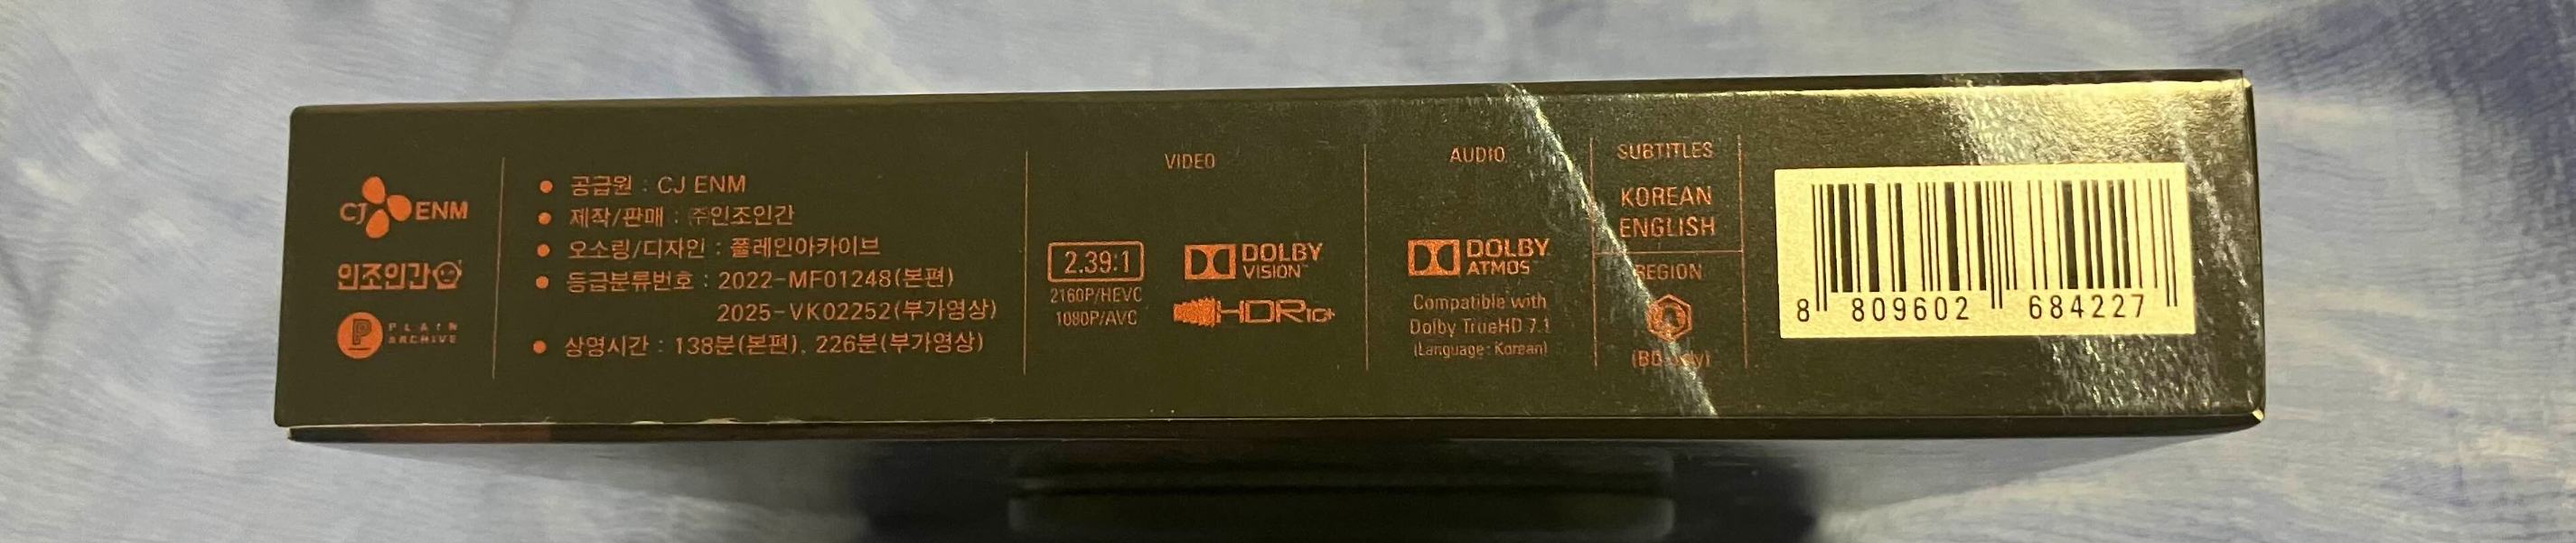 CJ ENM
인조인간
PLAIN
ARCHIVE
• 공급원 : CJ ENM
• 제작/판매 : ㈜인조인간
• 오소링/디자인 : 플레인아카이브
• 등급분류번호 : 2022-MF01248(본편)
2025-VK02252(부가영상)
• 상영시간 : 138분(본편), 226분(부가영상)
VIDEO
2.39:1
2160P/HEVC
1080P/AVC
DOLBY
VISION™
HDR10+
AUDIO
DOLBY
ATMOS
Compatible with
Dolby TrueHD 7.1
(Language: Korean)
SUBTITLES
KOREAN
ENGLISH
REGION
A
(BD only)
8 809602 684227